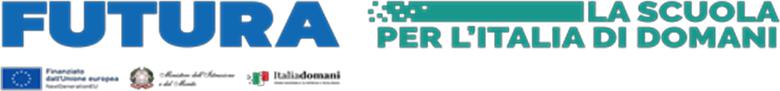 FUTURA
LA SCUOLA
PER L'ITALIA DI DOMANI
Finanziato
dall'Unione europea
NextGenerationEU
Ministero dell'Istruzione
e del Merito
Italiadomani